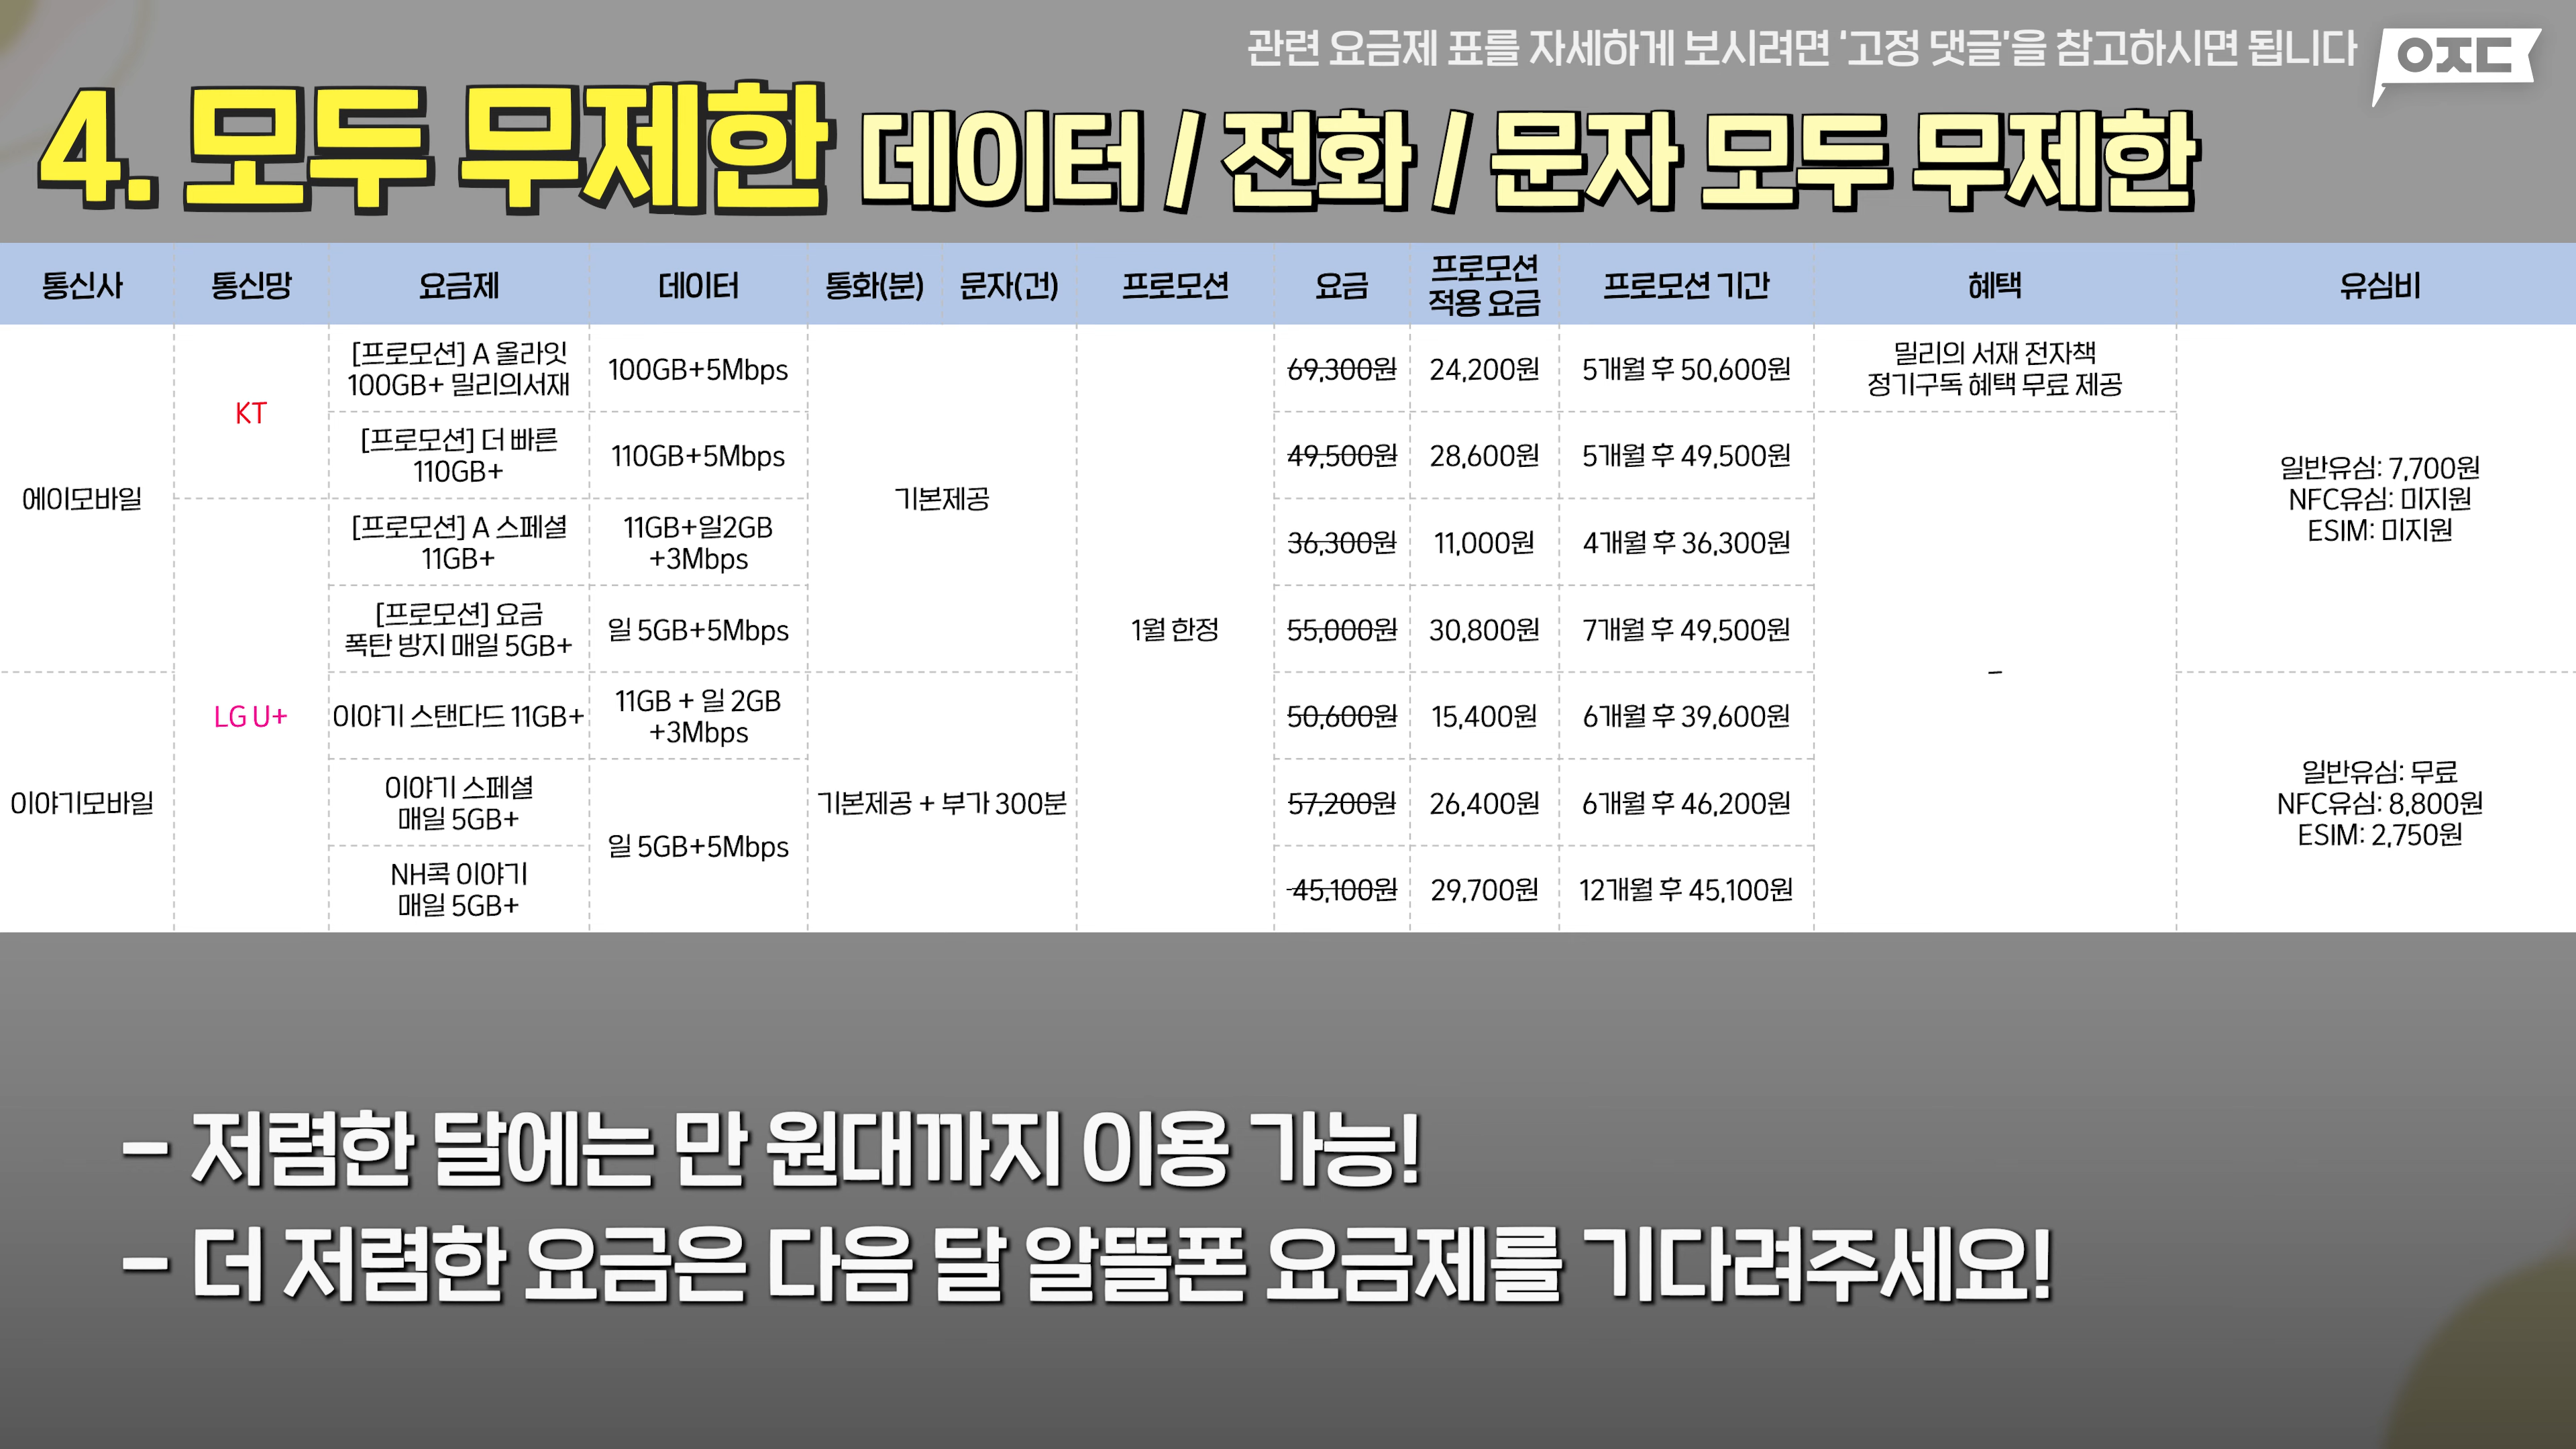 관련 요금제 표를 자세하게 보시려면 ‘고정 댓글’을 참고하시면 됩니다
오지드
4. 모두 무제한 데이터 / 전화 / 문자 모두 무제한
통신사 통신망 요금제 데이터 통화(분) 문자(건) 프로모션 요금 프로모션 적용 요금 프로모션 기간 혜택 유심비
에이모바일
KT
[프로모션] A 올라잇
100GB+ 밀리의서재
100GB+5Mbps
기본제공
1월 한정
69,300원
24,200원
5개월 후 50,600원
밀리의 서재 전자책
정기구독 혜택 무료 제공
일반유심: 7,700원
NFC유심: 미지원
ESIM: 미지원
[프로모션] 더 빠른
110GB+
110GB+5Mbps
49,500원
28,600원
5개월 후 49,500원
–
LG U+
[프로모션] A 스페셜
11GB+
11GB+일2GB
+3Mbps
36,300원
11,000원
4개월 후 36,300원
[프로모션] 요금
폭탄 방지 매일 5GB+
일 5GB+5Mbps
55,000원
30,800원
7개월 후 49,500원
이야기모바일
이야기 스탠다드 11GB+
11GB + 일 2GB
+3Mbps
기본제공 + 부가 300분
50,600원
15,400원
6개월 후 39,600원
일반유심: 무료
NFC유심: 8,800원
ESIM: 2,750원
이야기 스페셜
매일 5GB+
일 5GB+5Mbps
57,200원
26,400원
6개월 후 46,200원
NH콕 이야기
매일 5GB+
45,100원
29,700원
12개월 후 45,100원
- 저렴한 달에는 만 원대까지 이용 가능!
- 더 저렴한 요금은 다음 달 알뜰폰 요금제를 기다려주세요!